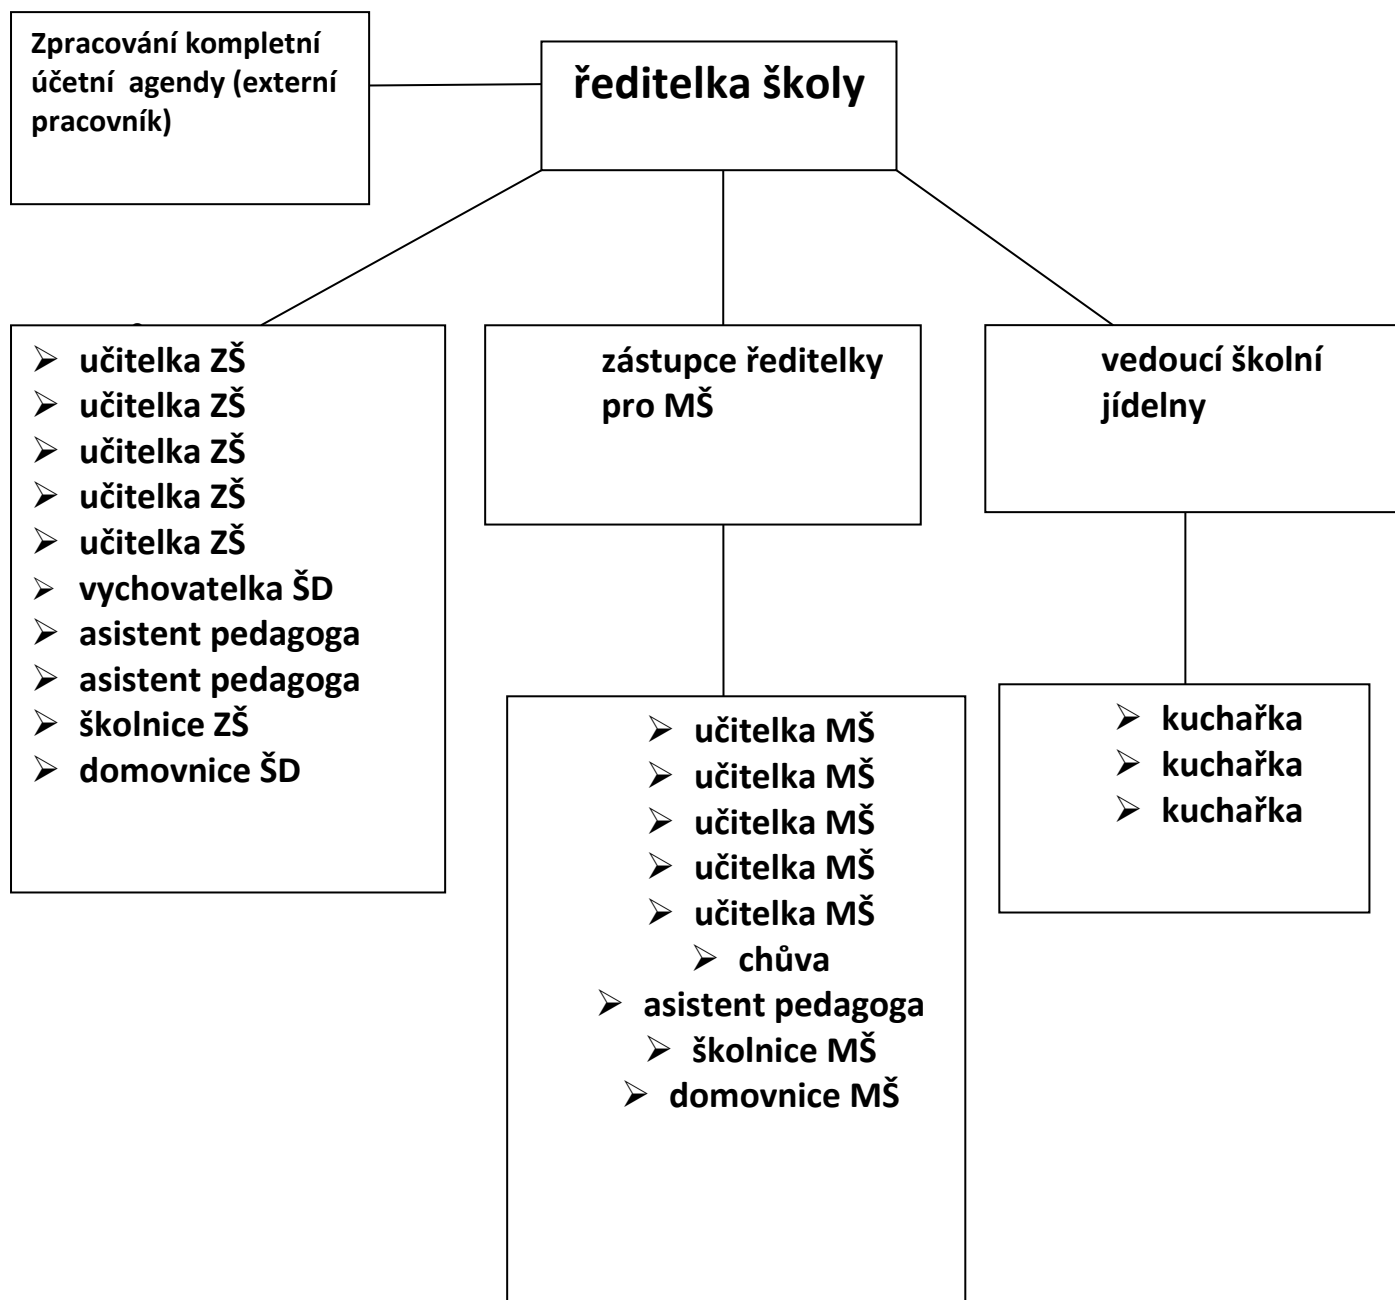 Zpracování kompletní
účetní  agendy (externí
pracovník)
ředitelka školy
➢ učitelka ZŠ
➢ učitelka ZŠ
➢ učitelka ZŠ
➢ učitelka ZŠ
➢ učitelka ZŠ
➢ vychovatelka ŠD
➢ asistent pedagoga
➢ asistent pedagoga
➢ školnice ZŠ
➢ domovnice ŠD
zástupce ředitelky
pro MŠ
vedoucí školní
jídelny
➢ učitelka MŠ
➢ učitelka MŠ
➢ učitelka MŠ
➢ učitelka MŠ
➢ učitelka MŠ
➢ chůva
➢ asistent pedagoga
➢ školnice MŠ
➢ domovnice MŠ
➢ kuchařka
➢ kuchařka
➢ kuchařka